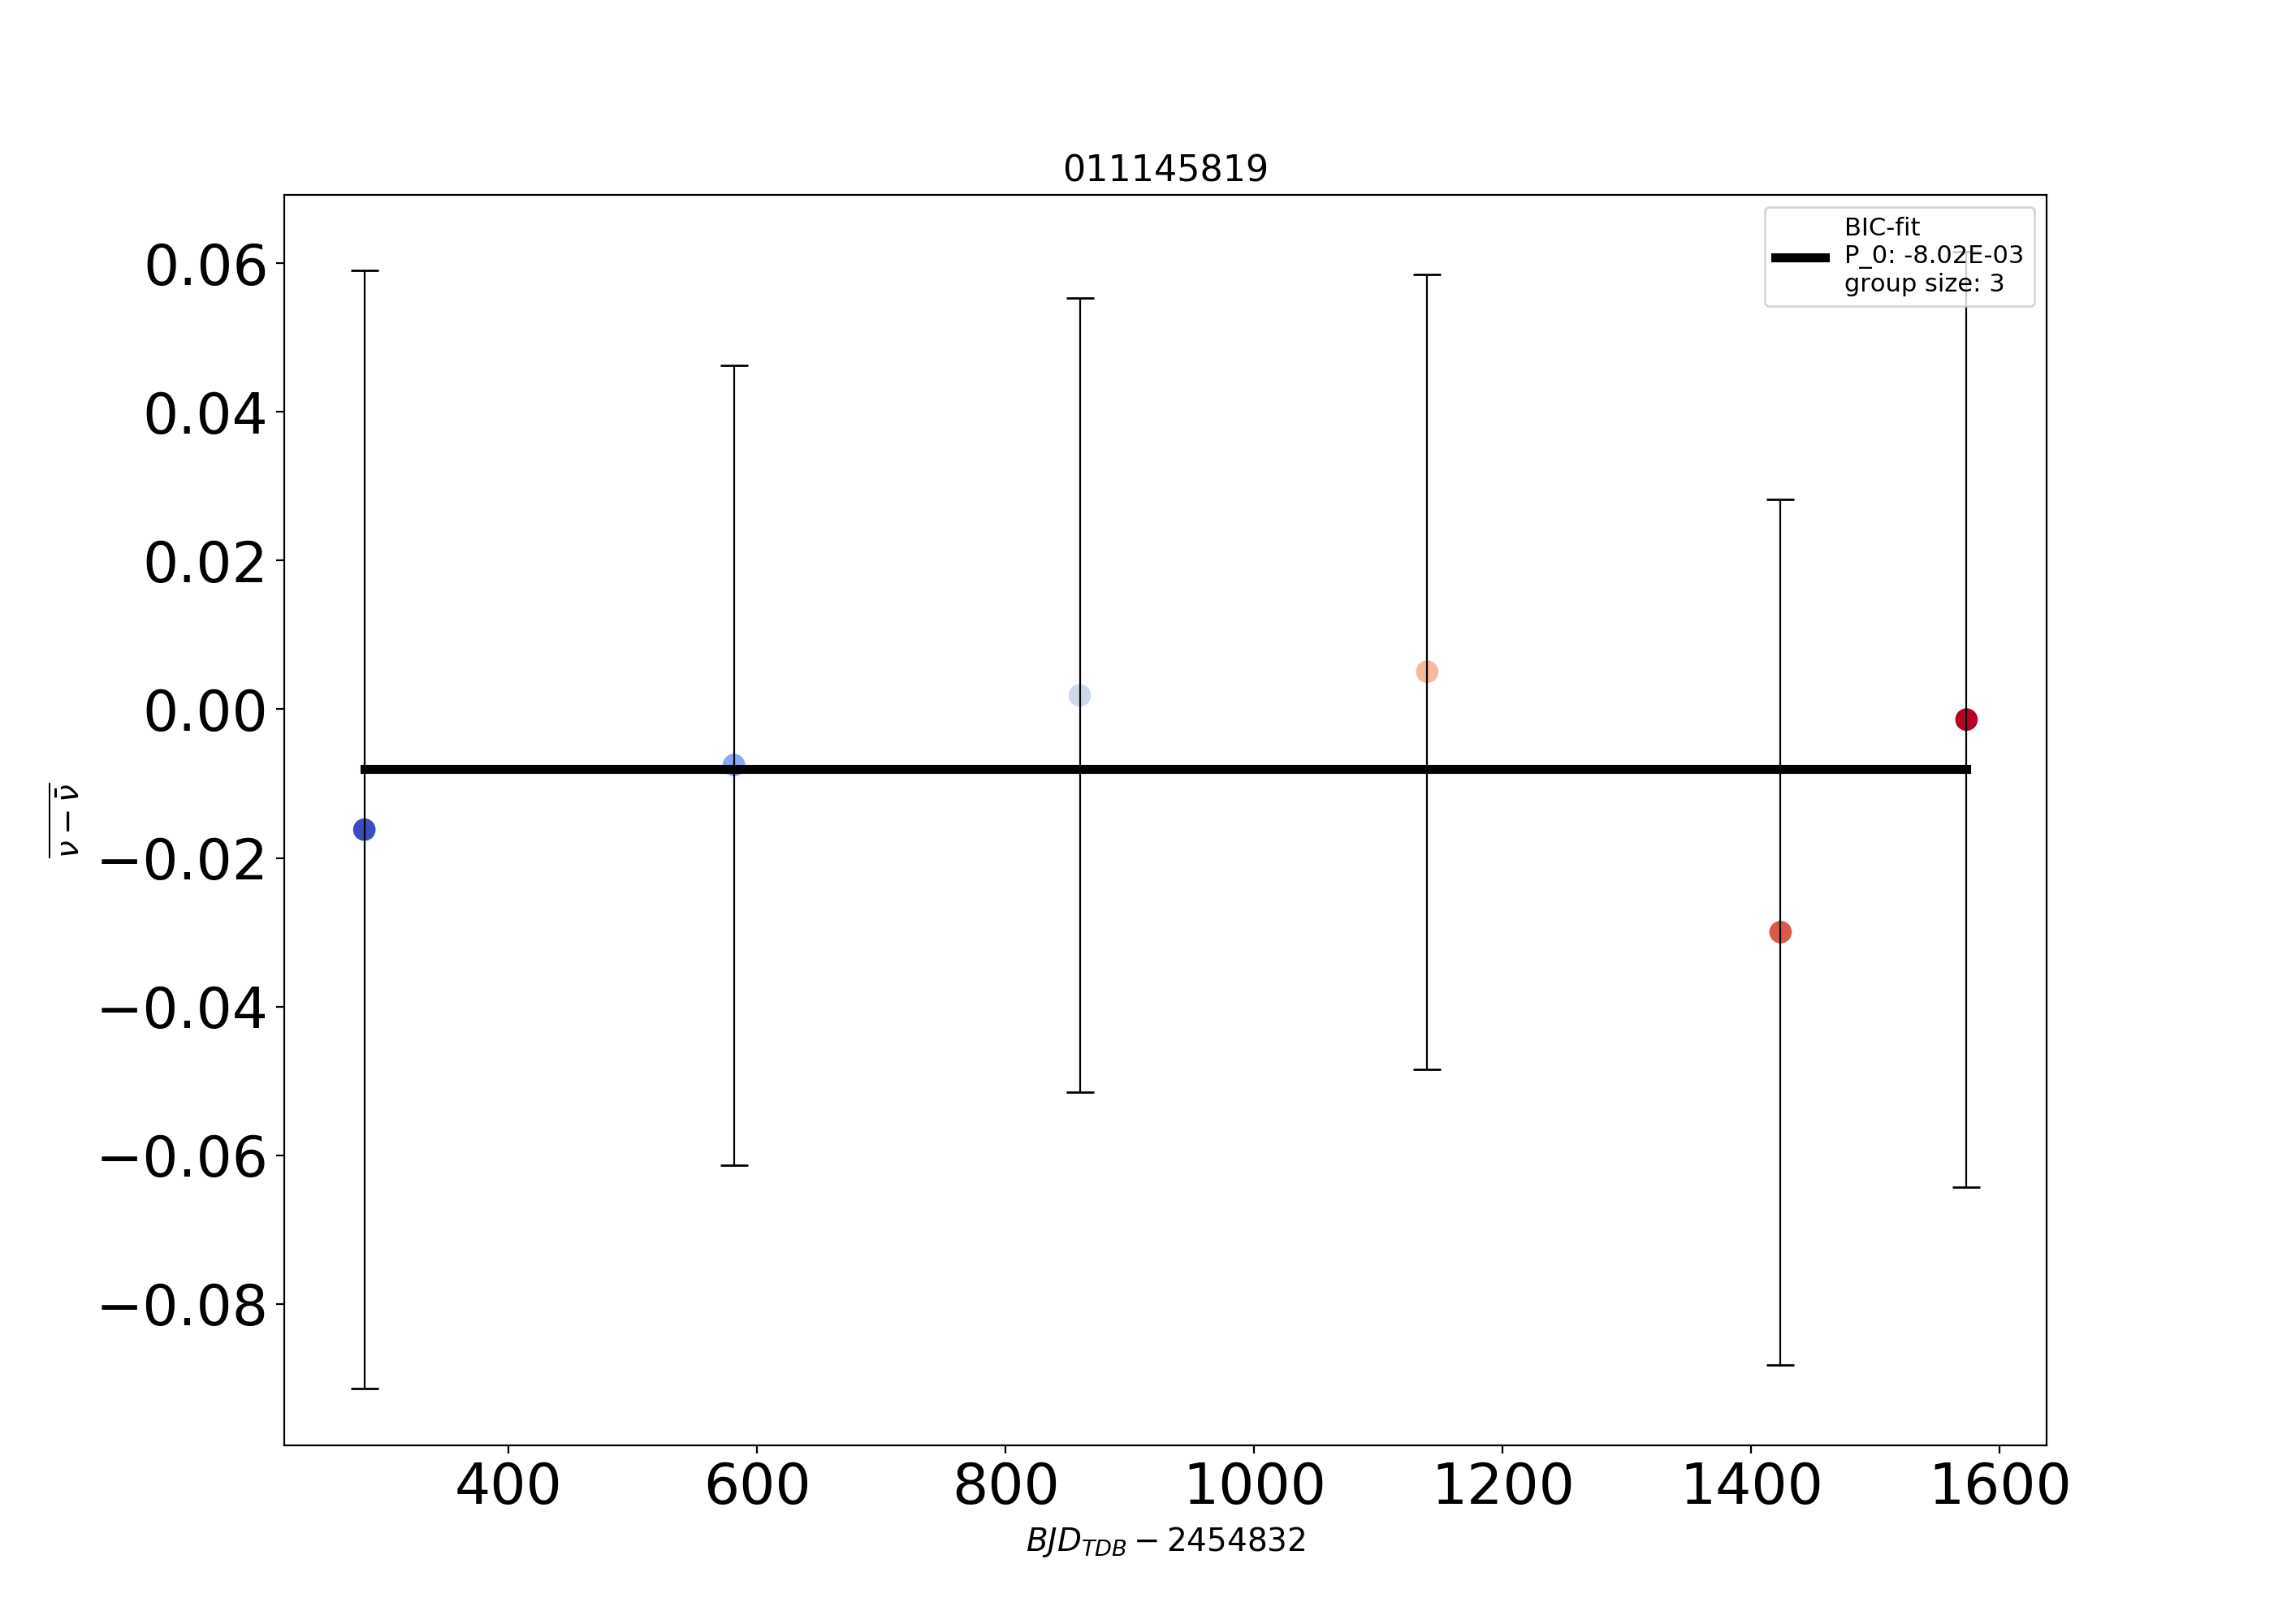 011145819
BIC-fit
P_0: -8.02E-03
group size: 3
0.06
0.04
0.02
0.00
−0.02
−0.04
−0.06
−0.08
ν − ν̄
400 600 800 1000 1200 1400 1600
BJD_TDB − 2454832